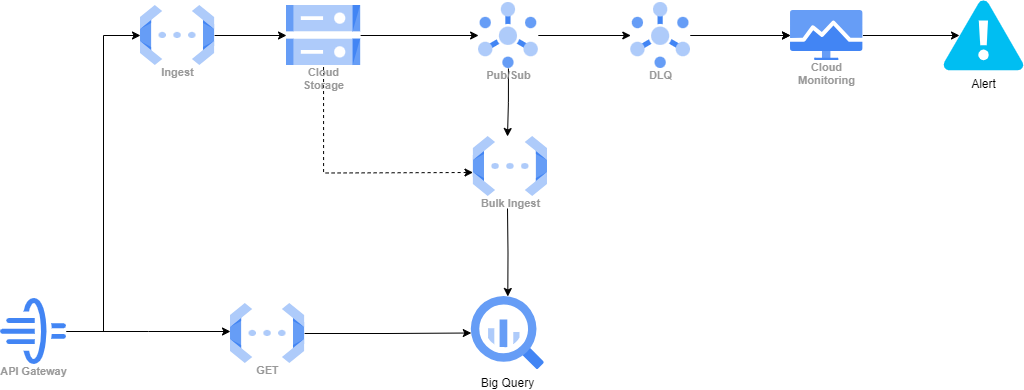 Ingest
Cloud
Storage
Pub/Sub
DLQ
Cloud
Monitoring
Alert
Bulk Ingest
API Gateway
GET
Big Query